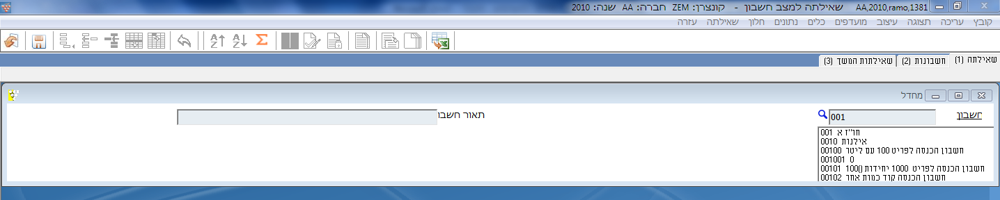 שאילתה למצב חשבון - קונצרן: ZEM חברה: AA שנה: 2010 AA,2010,ramo,1381
קובץ עריכה תצוגה עיצוב מועדפים כלים נתונים חלון שאילתה עזרה
שאילתה (1) חשבונות (2) שאילתות המשך (3)
מחדל
חשבון 001 תאור חשבו
001 חו"ז א
0010 אילנות
00100 חשבון הכנסה לפריט 100 עם ליטר
001001 0
00101 חשבון הכנסה לפריט 1000 יחידות ()100
00102 חשבון הכנסה קוד כמות אחר